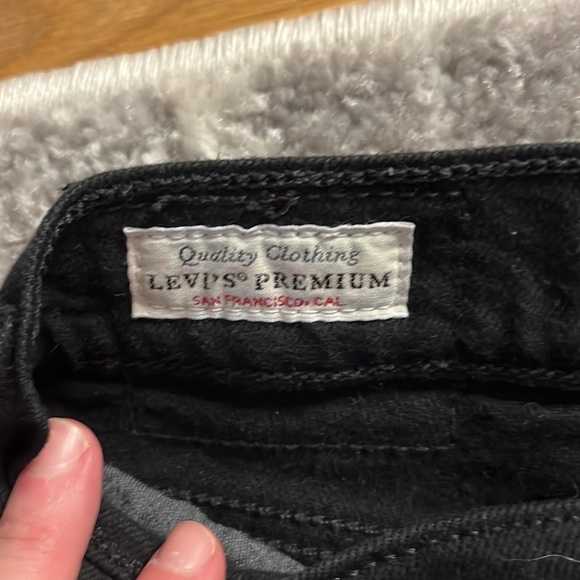 Quality Clothing
LEVI'S® PREMIUM
SAN FRANCISCO, CAL